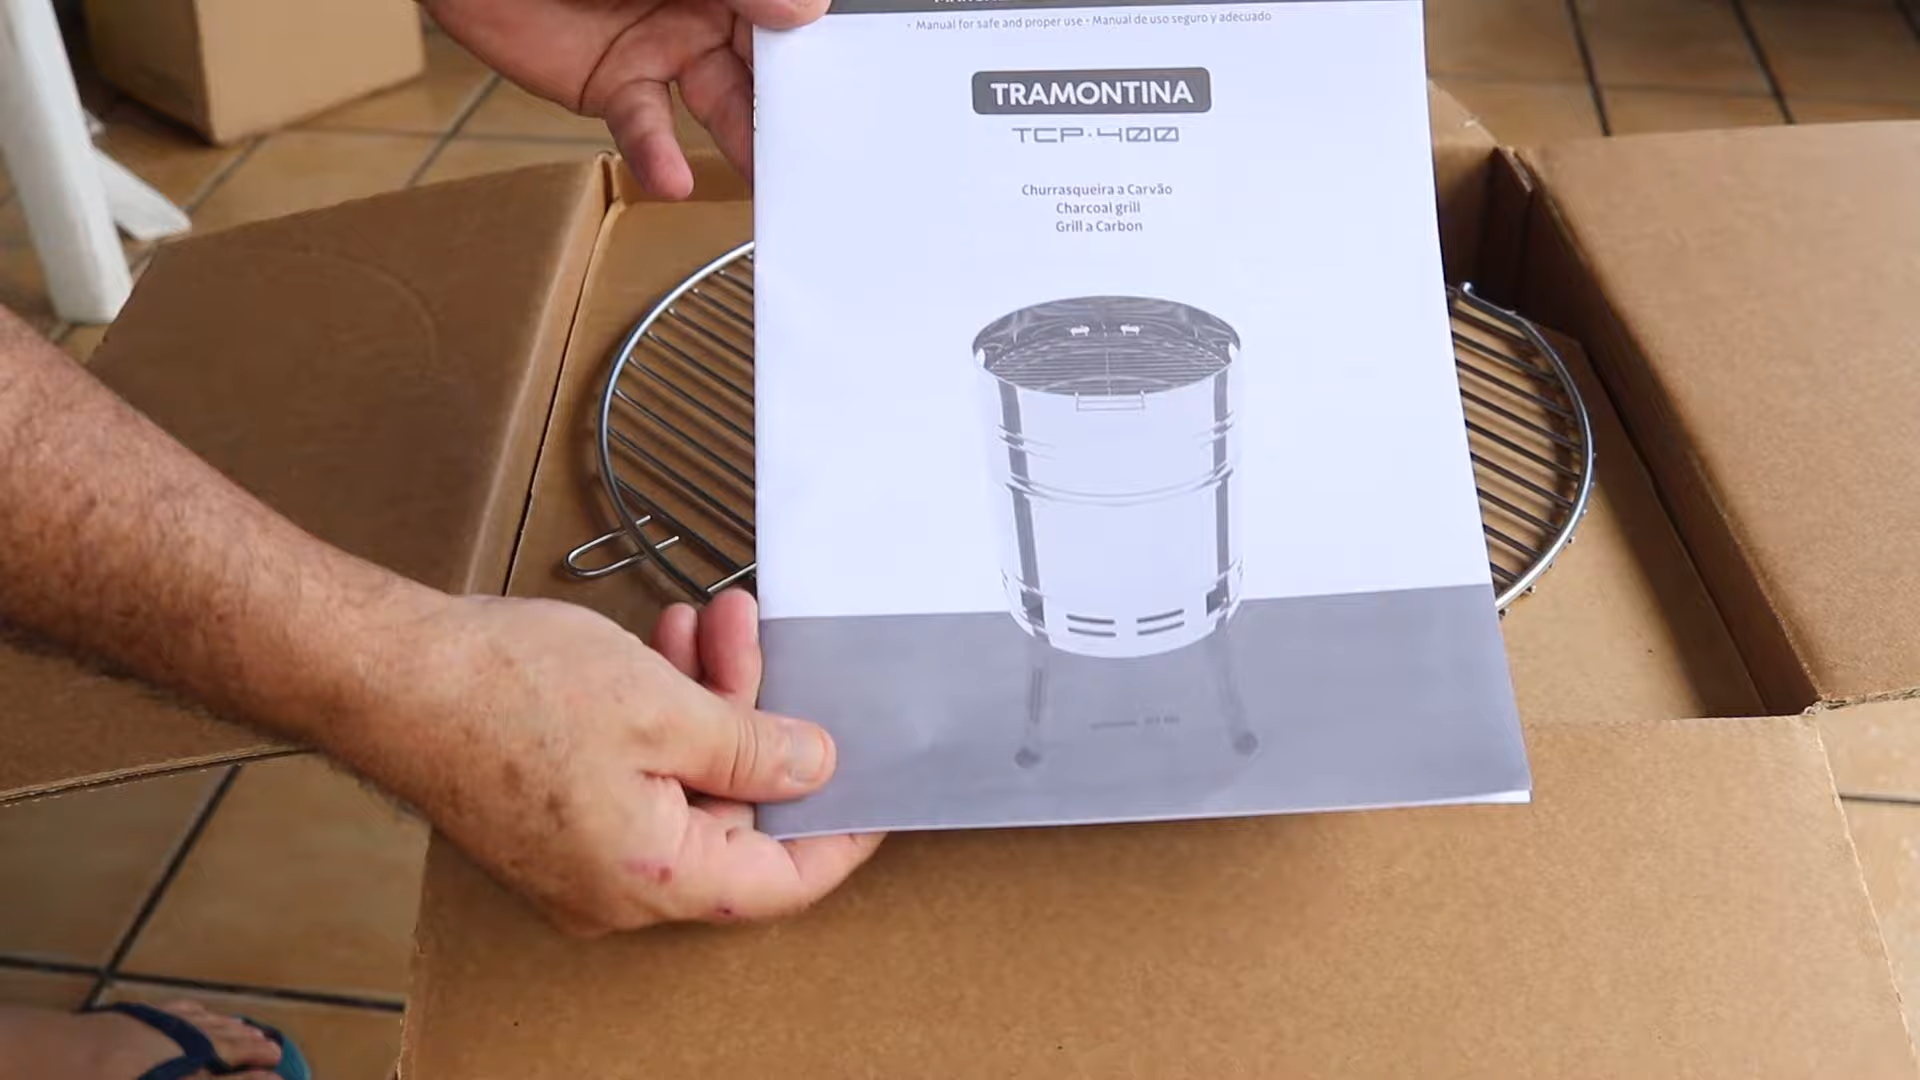 • Manual for safe and proper use • Manual de uso seguro y adecuado
TRAMONTINA
TCP·400
Churrasqueira a Carvão
Charcoal grill
Grill a Carbon